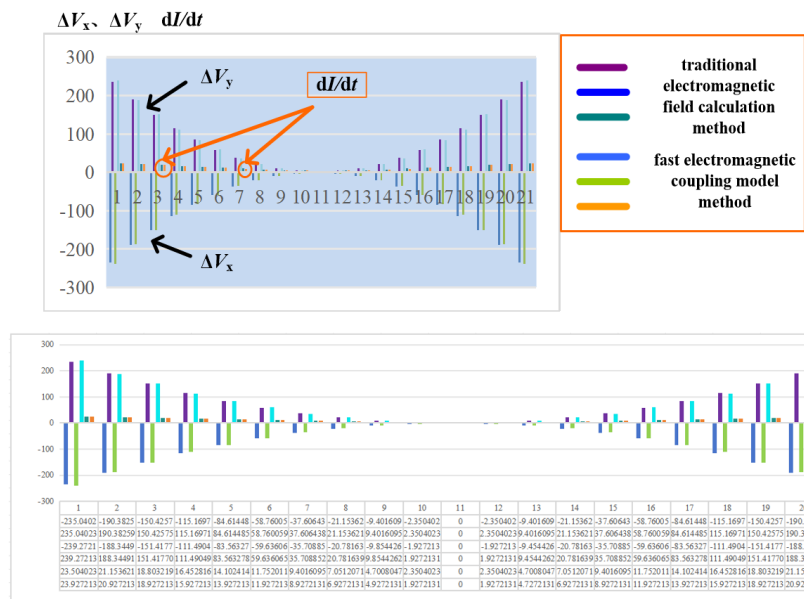 ΔVx、ΔVy dI/dt
300
200
100
0
-100
-200
-300
ΔVy
dI/dt
ΔVx
1 2 3 4 5 6 7 8 9 10 11 12 13 14 15 16 17 18 19 20 21
traditional
electromagnetic
field calculation
method
fast electromagnetic
coupling model
method
300
200
100
0
-100
-200
-300
1 2 3 4 5 6 7 8 9 10 11 12 13 14 15 16 17 18 19 20
-235.0402 -190.3825 -150.4257 -115.1697 -84.61448 -58.76005 -37.60643 -21.15362 -9.401609 -2.350402 0 -2.350402 -9.401609 -21.15362 -37.60643 -58.76005 -84.61448 -115.1697 -150.4257 -190.
235.04023 190.38259 150.42575 115.16971 84.614485 58.760059 37.606438 21.153621 9.4016095 2.3504023 0 2.3504023 9.4016095 21.153621 37.606438 58.760059 84.614485 115.16971 150.42575 190.3
-239.2721 -188.3449 -151.4177 -111.4904 -83.56327 -59.63606 -35.70885 -20.78163 -9.854426 -1.927213 0 -1.927213 -9.454426 -20.78163 -35.70885 -59.63606 -83.56327 -111.4904 -151.4177 -188.
239.27213 188.34491 151.41770 111.49049 83.563278 59.636065 35.708852 20.781639 9.8544262 1.9272131 0 1.9272131 9.4544262 20.781639 35.708852 59.636065 83.563278 111.49049 151.41770 188.3
23.504023 21.153621 18.803219 16.452816 14.102414 11.752011 9.4016095 7.0512071 4.7008047 2.3504023 0 2.3504023 4.7008047 7.0512071 9.4016095 11.752011 14.102414 16.452816 18.803219 21.15
23.927213 20.927213 18.927213 15.927213 13.927213 11.927213 8.9272131 6.9272131 4.9272131 1.9272131 0 1.9272131 4.7272131 6.9272131 8.9272131 11.927213 13.927213 15.927213 18.927213 20.92